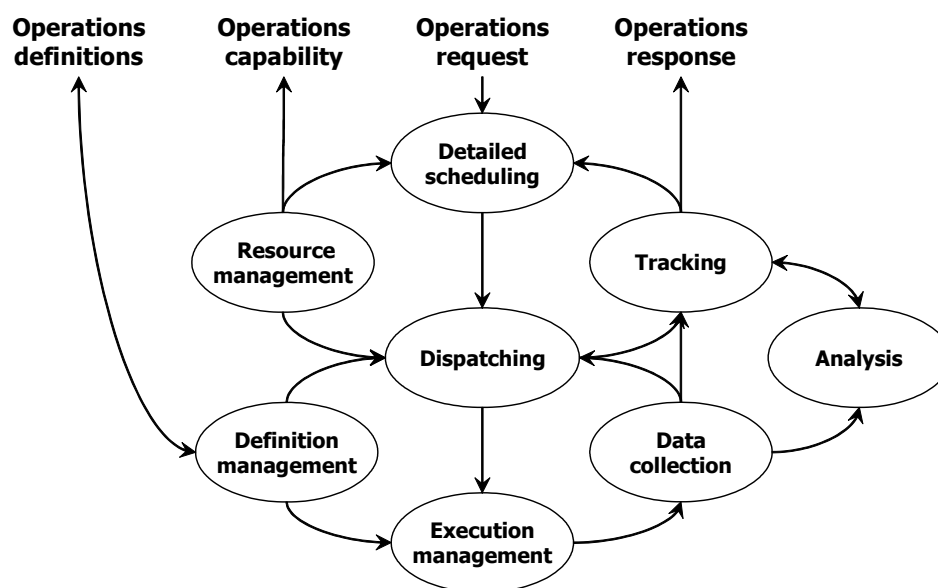 Operations
definitions
Operations
capability
Operations
request
Operations
response
Detailed
scheduling
Resource
management
Tracking
Dispatching
Analysis
Definition
management
Data
collection
Execution
management